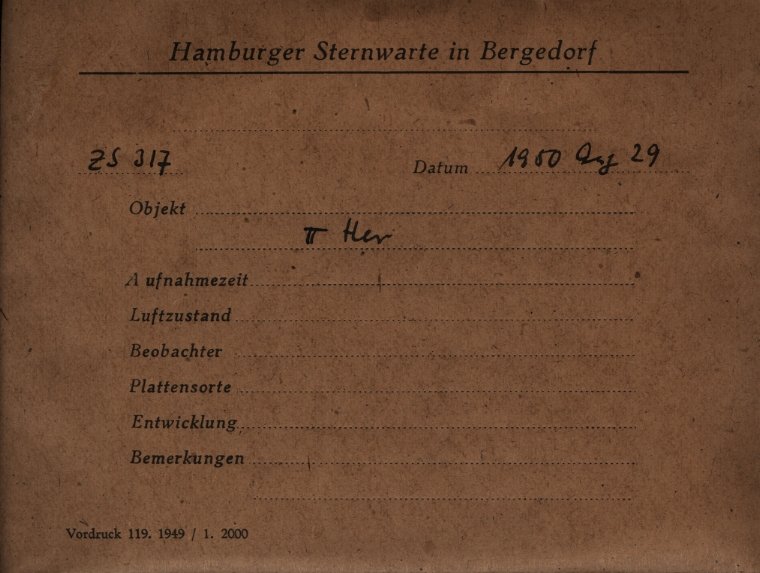 Hamburger Sternwarte in Bergedorf
ZS 317 Datum 1950 Aug 29
Objekt
π Her
Aufnahmezeit
Luftzustand
Beobachter
Plattensorte
Entwicklung
Bemerkungen
Vordruck 119. 1949 / 1. 2000